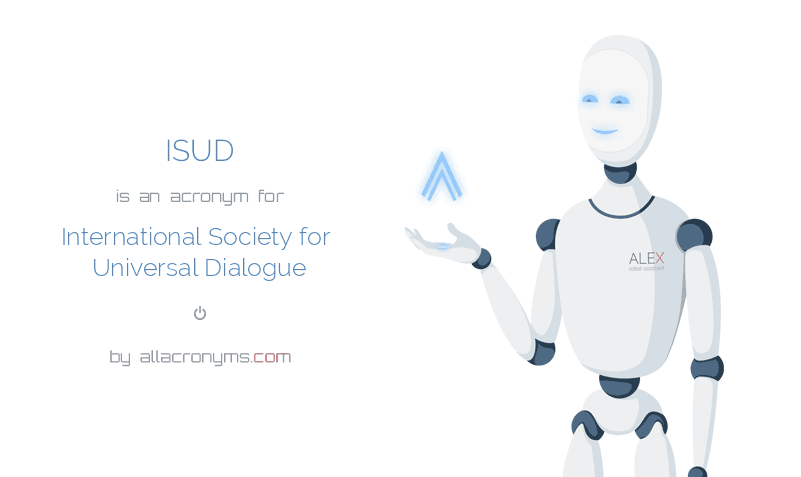 ISUD
is an acronym for
International Society for
Universal Dialogue
by allacronyms.com
ALEX
robot assistant